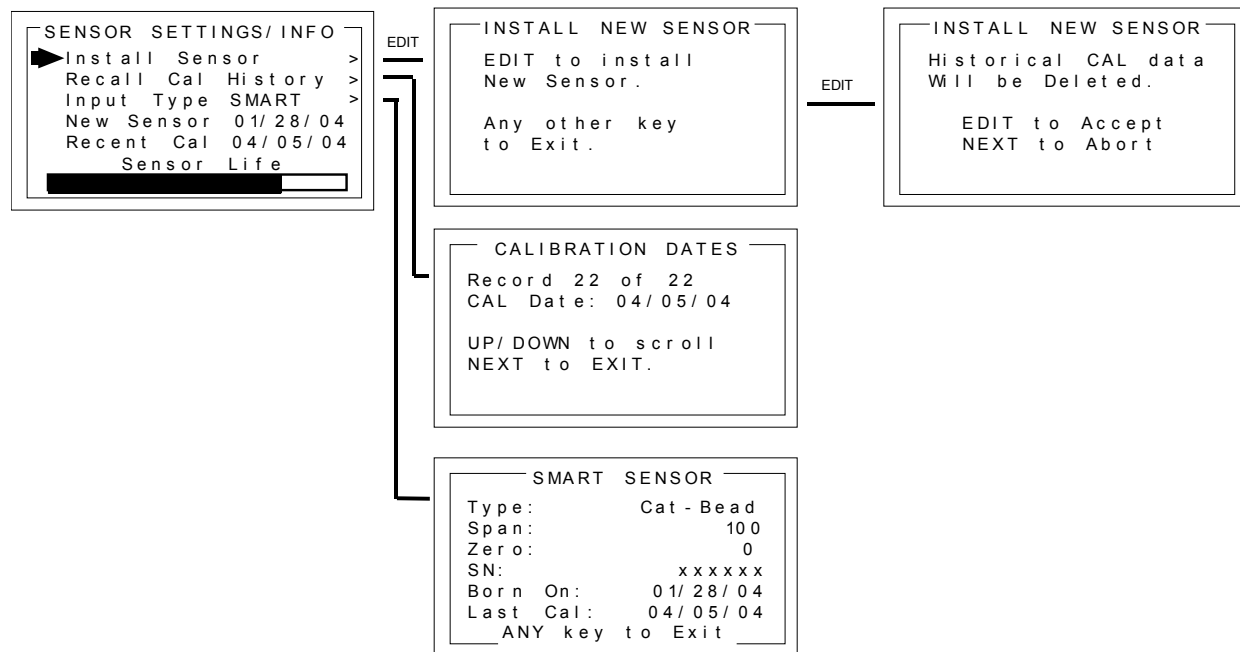 SENSOR SETTINGS/INFO
Install Sensor >
Recall Cal History >
Input Type SMART >
New Sensor 01/28/04
Recent Cal 04/05/04
Sensor Life
EDIT
INSTALL NEW SENSOR
EDIT to install
New Sensor.
Any other key
to Exit.
EDIT
INSTALL NEW SENSOR
Historical CAL data
Will be Deleted.
EDIT to Accept
NEXT to Abort
CALIBRATION DATES
Record 22 of 22
CAL Date: 04/05/04
UP/DOWN to scroll
NEXT to EXIT.
SMART SENSOR
Type: Cat-Bead
Span: 100
Zero: 0
SN: xxxxxx
Born On: 01/28/04
Last Cal: 04/05/04
ANY key to Exit